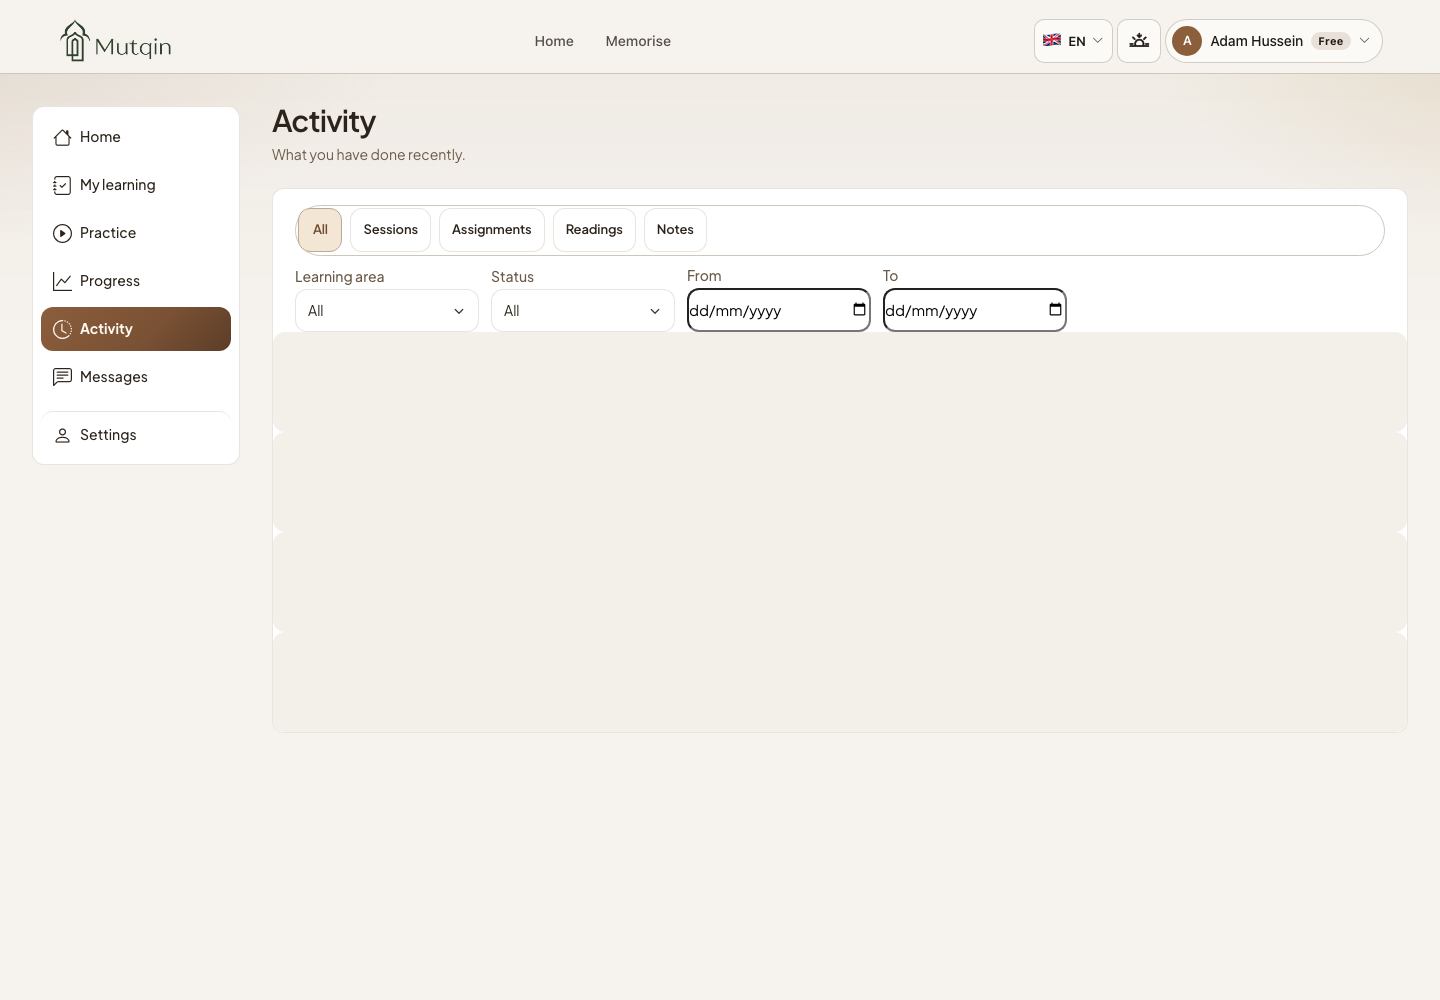 Mutqin
Home
Memorise
EN
A
Adam Hussein
Free
Home
My learning
Practice
Progress
Activity
Messages
Settings
Activity
What you have done recently.
All
Sessions
Assignments
Readings
Notes
Learning area
Status
From
To
All
All
dd/mm/yyyy
dd/mm/yyyy